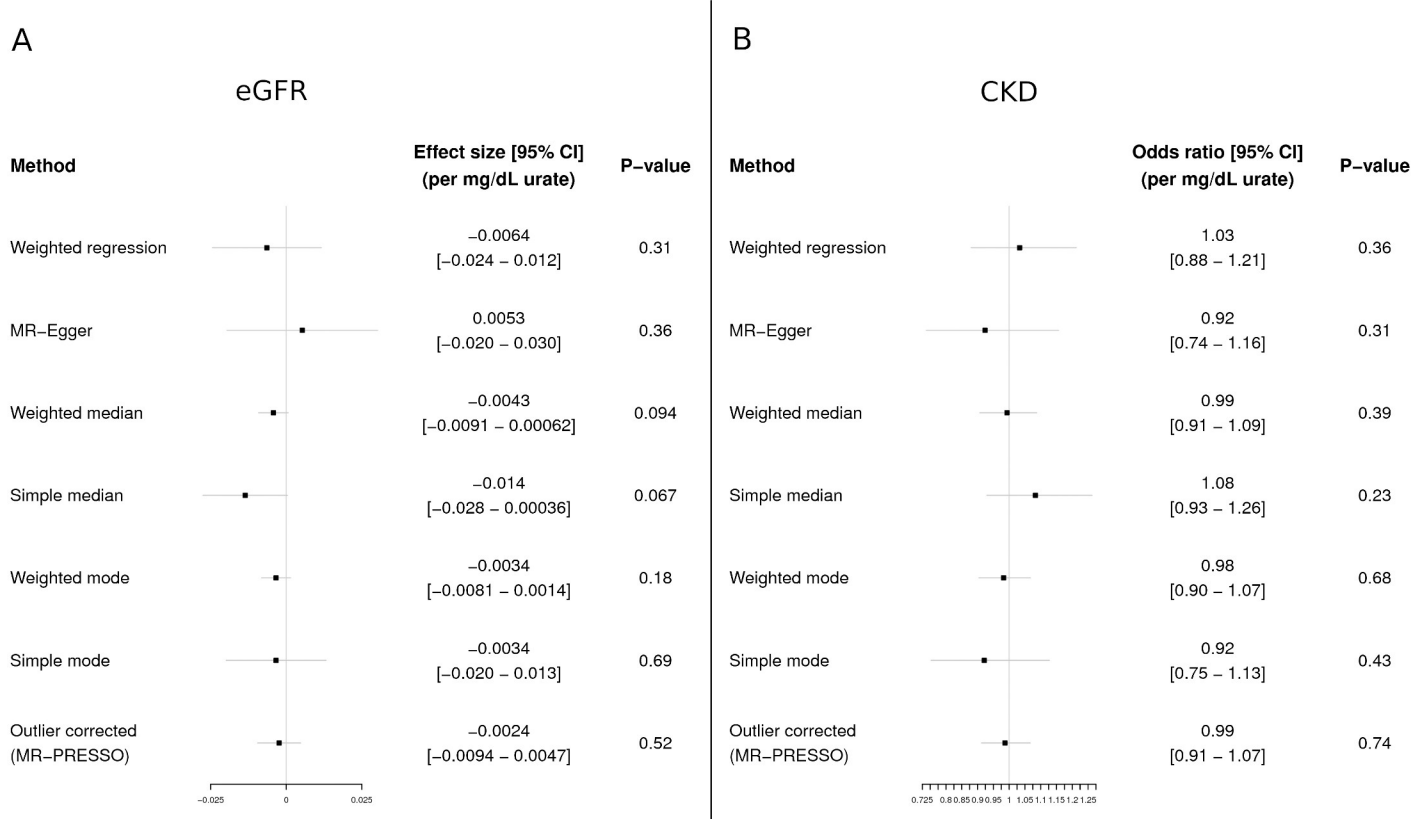 A
eGFR
Method
Effect size [95% CI]
(per mg/dL urate)
P−value
Weighted regression
−0.0064
[−0.024 − 0.012]
0.31
MR−Egger
0.0053
[−0.020 − 0.030]
0.36
Weighted median
−0.0043
[−0.0091 − 0.00062]
0.094
Simple median
−0.014
[−0.028 − 0.00036]
0.067
Weighted mode
−0.0034
[−0.0081 − 0.0014]
0.18
Simple mode
−0.0034
[−0.020 − 0.013]
0.69
Outlier corrected
(MR−PRESSO)
−0.0024
[−0.0094 − 0.0047]
0.52
−0.025 0 0.025
B
CKD
Method
Odds ratio [95% CI]
(per mg/dL urate)
P−value
Weighted regression
1.03
[0.88 − 1.21]
0.36
MR−Egger
0.92
[0.74 − 1.16]
0.31
Weighted median
0.99
[0.91 − 1.09]
0.39
Simple median
1.08
[0.93 − 1.26]
0.23
Weighted mode
0.98
[0.90 − 1.07]
0.68
Simple mode
0.92
[0.75 − 1.13]
0.43
Outlier corrected
(MR−PRESSO)
0.99
[0.91 − 1.07]
0.74
0.725 0.8 0.85 0.9 0.95 1 1.05 1.1 1.15 1.2 1.25